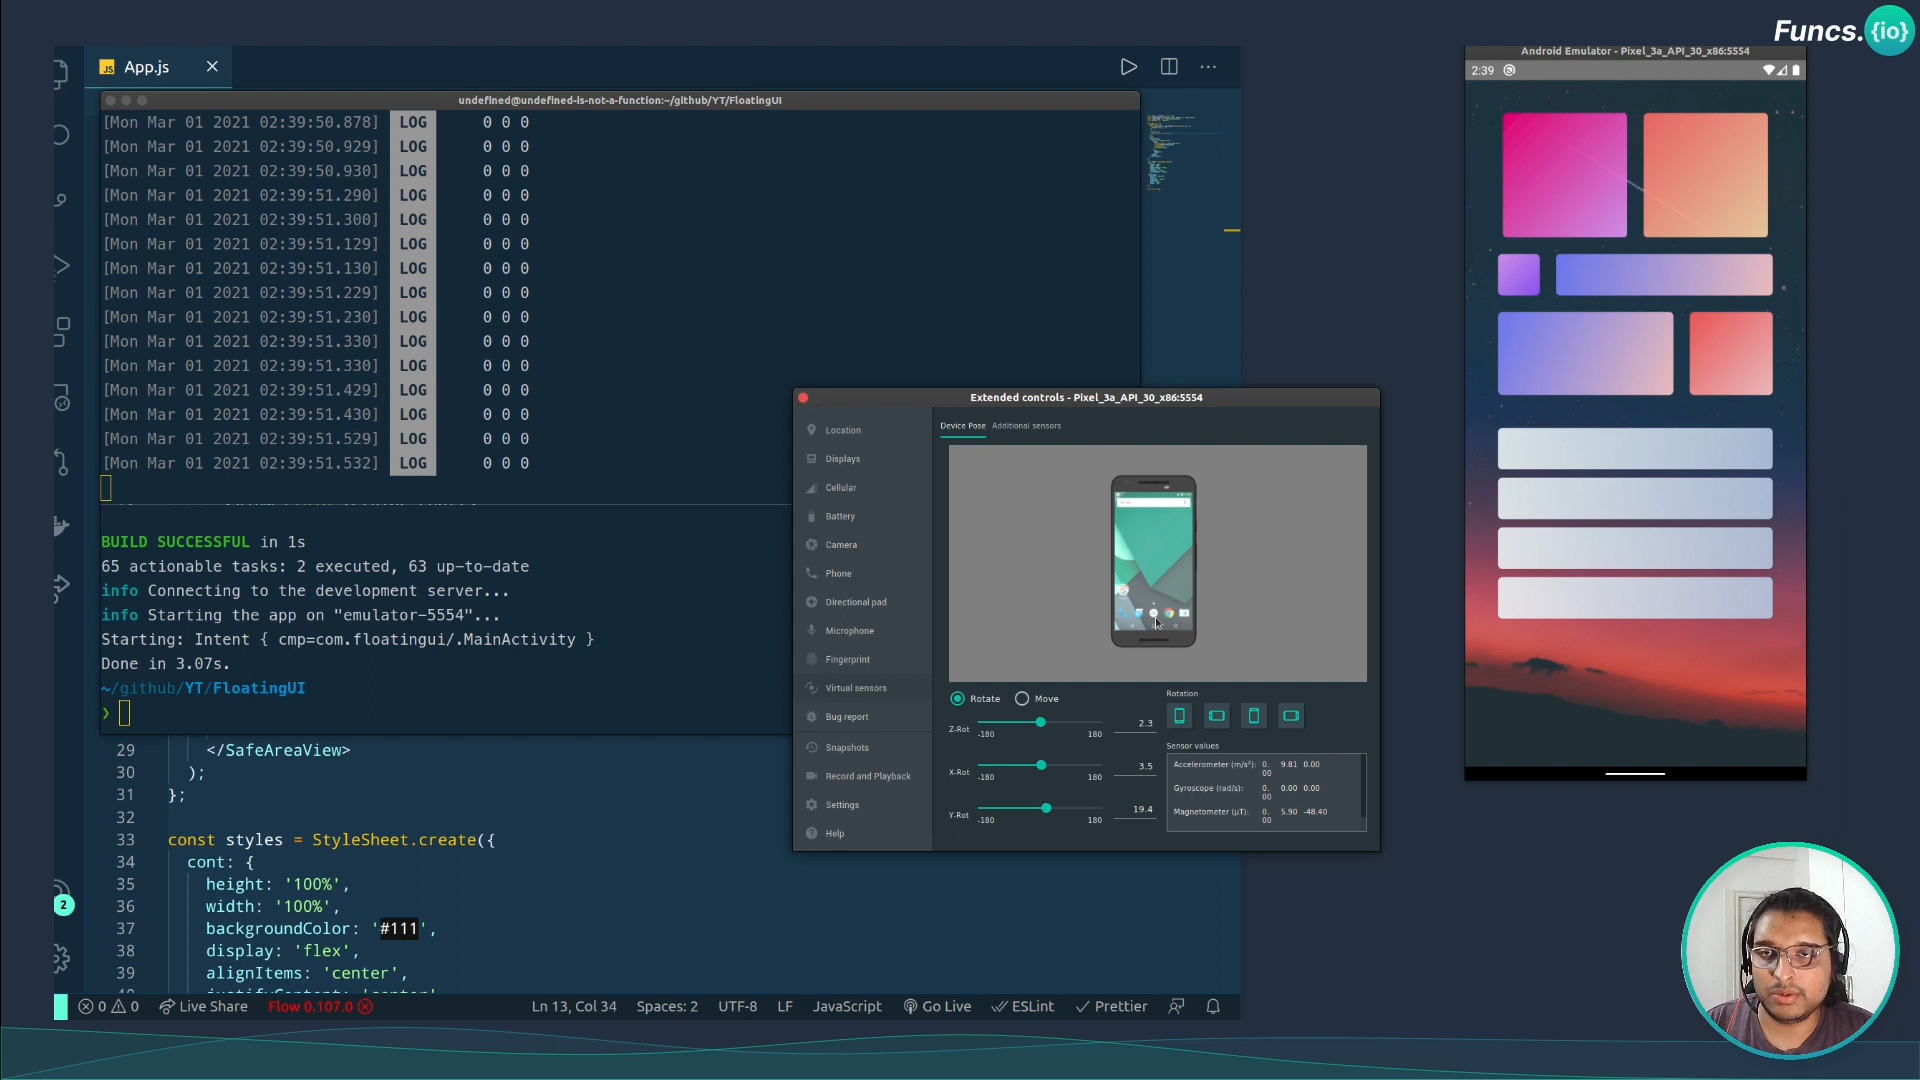 Funcs.{io}
JS App.js
undefined@undefined-is-not-a-function:~/github/YT/FloatingUI
[Mon Mar 01 2021 02:39:50.878] LOG 0 0 0
[Mon Mar 01 2021 02:39:50.929] LOG 0 0 0
[Mon Mar 01 2021 02:39:50.930] LOG 0 0 0
[Mon Mar 01 2021 02:39:51.290] LOG 0 0 0
[Mon Mar 01 2021 02:39:51.300] LOG 0 0 0
[Mon Mar 01 2021 02:39:51.129] LOG 0 0 0
[Mon Mar 01 2021 02:39:51.130] LOG 0 0 0
[Mon Mar 01 2021 02:39:51.229] LOG 0 0 0
[Mon Mar 01 2021 02:39:51.230] LOG 0 0 0
[Mon Mar 01 2021 02:39:51.330] LOG 0 0 0
[Mon Mar 01 2021 02:39:51.330] LOG 0 0 0
[Mon Mar 01 2021 02:39:51.429] LOG 0 0 0
[Mon Mar 01 2021 02:39:51.430] LOG 0 0 0
[Mon Mar 01 2021 02:39:51.529] LOG 0 0 0
[Mon Mar 01 2021 02:39:51.532] LOG 0 0 0
BUILD SUCCESSFUL in 1s
65 actionable tasks: 2 executed, 63 up-to-date
info Connecting to the development server...
info Starting the app on "emulator-5554"...
Starting: Intent { cmp=com.floatingui/.MainActivity }
Done in 3.07s.
~/github/YT/FloatingUI
❯
29 </SafeAreaView>
30 );
31 };
32
33 const styles = StyleSheet.create({
34 cont: {
35 height: '100%',
36 width: '100%',
37 backgroundColor: '#111',
38 display: 'flex',
39 alignItems: 'center',
2
0 0 Live Share Flow 0.107.0 Ln 13, Col 34 Spaces: 2 UTF-8 LF JavaScript Go Live ESLint Prettier
Extended controls - Pixel_3a_API_30_x86:5554
Location
Displays
Cellular
Battery
Camera
Phone
Directional pad
Microphone
Fingerprint
Virtual sensors
Bug report
Snapshots
Record and Playback
Settings
Help
Device Pose Additional sensors
Rotate Move
Z-Rot 2.3
-180 180
X-Rot 3.5
-180 180
Y-Rot 19.4
-180 180
Rotation
Sensor values
Accelerometer (m/s²): 0.00 9.81 0.00
Gyroscope (rad/s): 0.00 0.00 0.00
Magnetometer (μT): 0.00 5.90 -48.40
Android Emulator - Pixel_3a_API_30_x86:5554
2:39